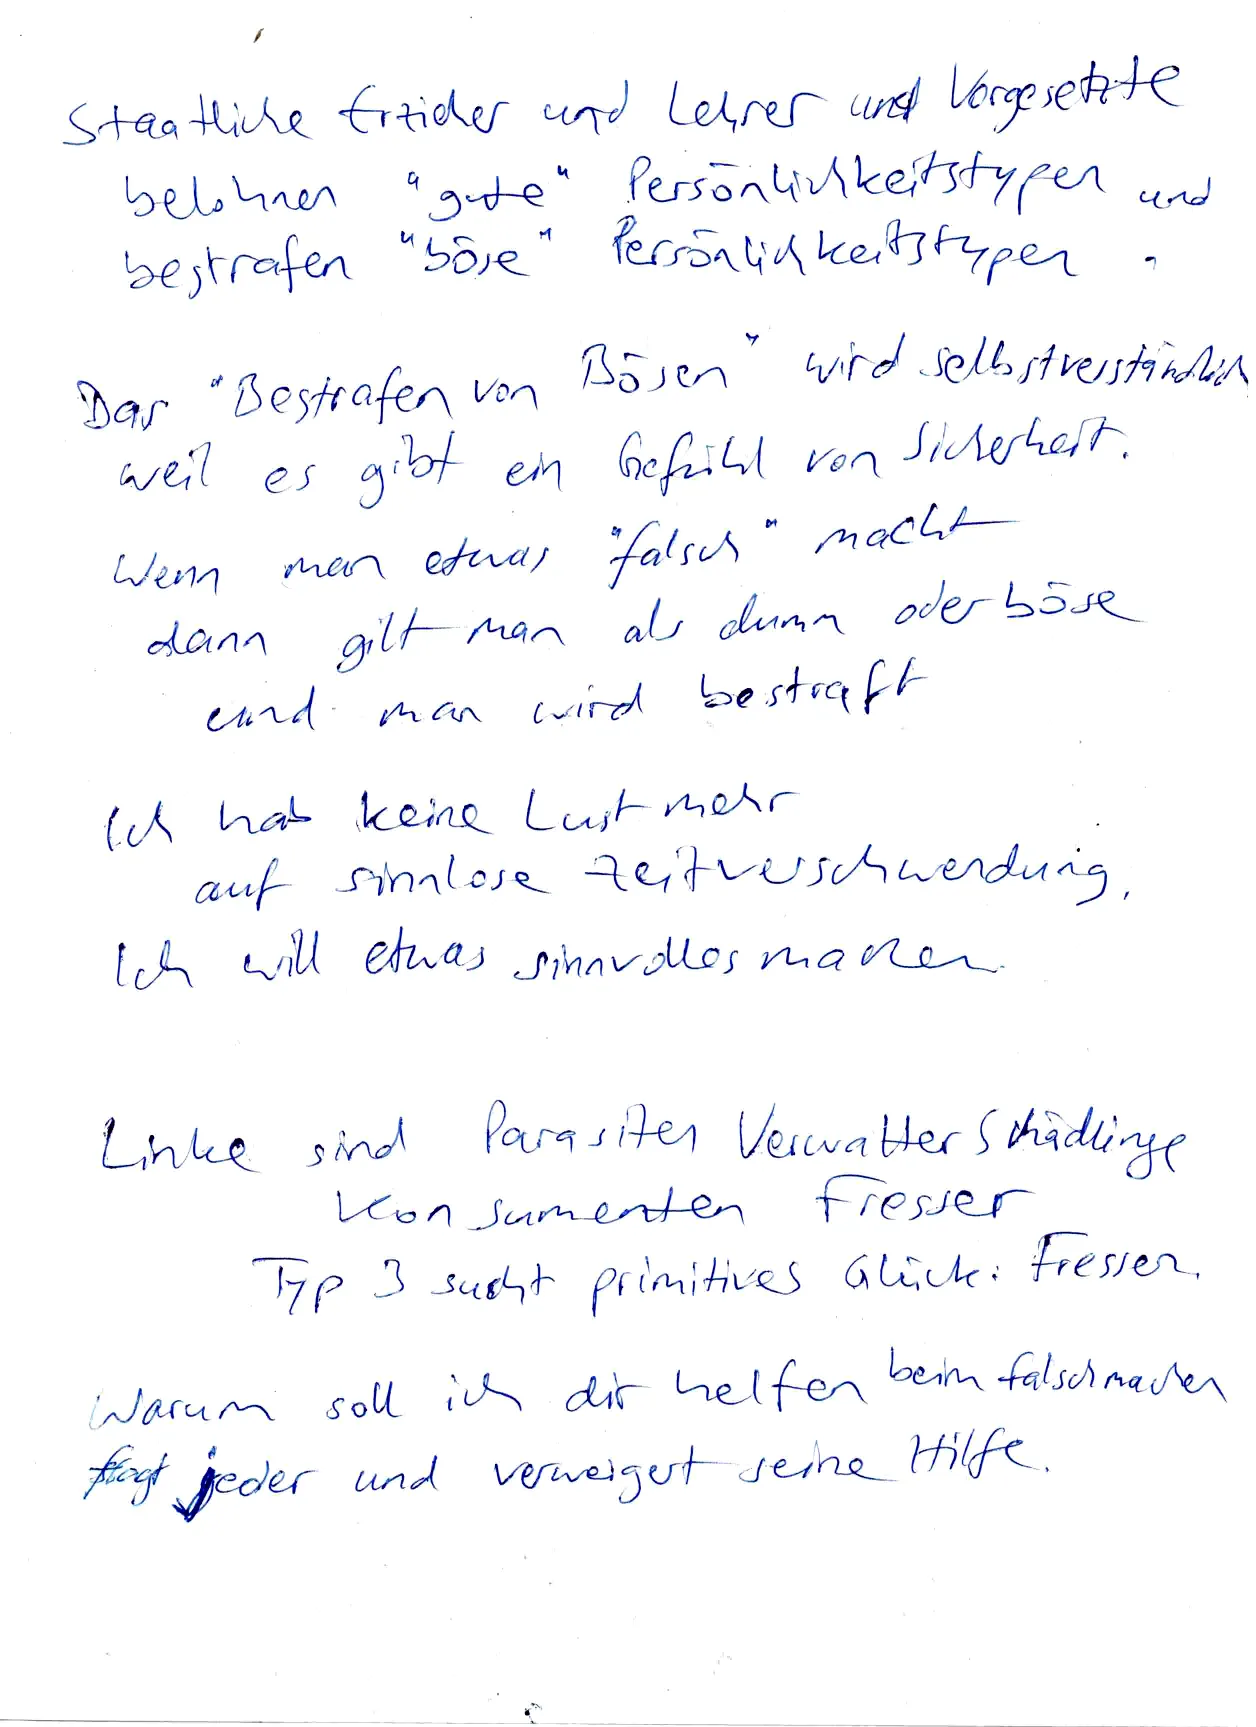 Staatliche Erzieher und Lehrer und Vorgesetzte
belohnen "gute" Persönlichkeitstypen und
bestrafen "böse" Persönlichkeitstypen.
Das "Bestrafen von Bösen" wird selbstverständlich
weil es gibt ein Gefühl von Sicherheit.
Wenn man etwas "falsch" macht
dann gilt man als dumm oder böse
und man wird bestraft
Ich hab keine Lust mehr
auf sinnlose Zeitverschwendung,
Ich will etwas sinnvolles machen.
Linke sind Parasiten Verwalter Schädlinge
Konsumenten Fresser
Typ 3 sucht primitives Glück: Fressen.
Warum soll ich dir helfen beim falschmachen
fragt jeder und verweigert seine Hilfe.